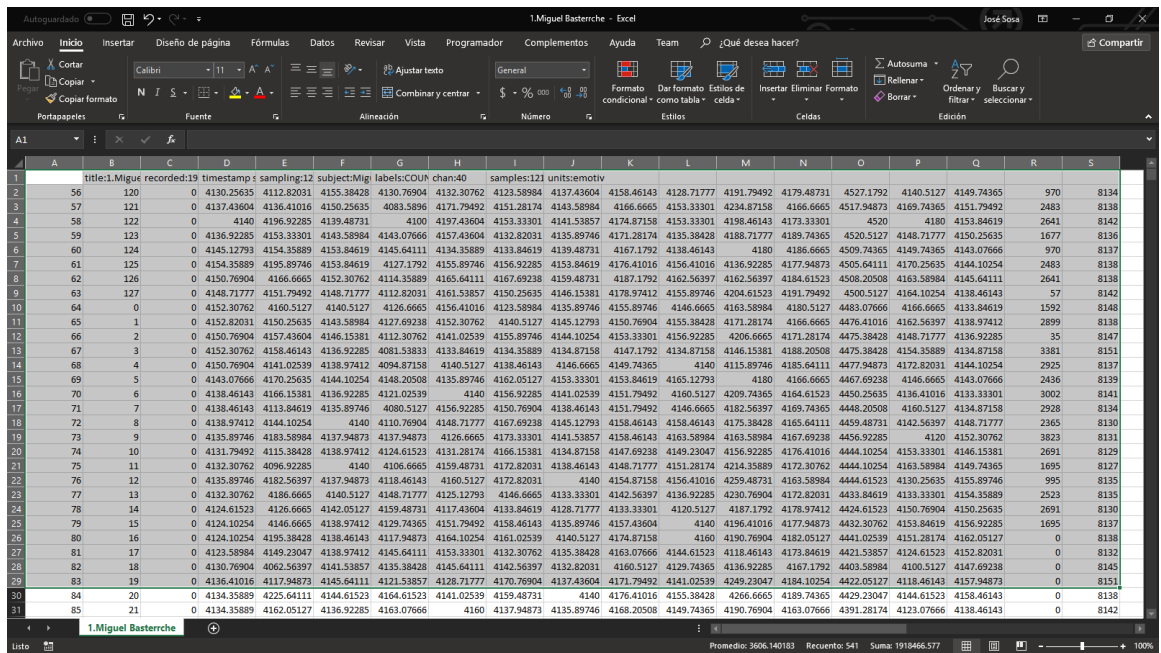 Autoguardado 1.Miguel Basterrche - Excel José Sosa
Archivo Inicio Insertar Diseño de página Fórmulas Datos Revisar Vista Programador Complementos Ayuda Team ¿Qué desea hacer? Compartir
Pegar Cortar Copiar Copiar formato Calibri 11 Ajustar texto Combinar y centrar General Formato condicional Dar formato como tabla Estilos de celda Insertar Eliminar Formato Autosuma Rellenar Borrar Ordenar y filtrar Buscar y seleccionar
Portapapeles Fuente Alineación Número Estilos Celdas Edición
A1 fx
A B C D E F G H I J K L M N O P Q R S
1 title:1.Migue recorded:19 timestamp s sampling:12 subject:Migu labels:COUN chan:40 samples:121 units:emotiv
2 56 120 0 4130.25635 4112.82031 4155.38428 4130.76904 4132.30762 4123.58984 4137.43604 4158.46143 4128.71777 4191.79492 4179.48731 4527.1792 4140.5127 4149.74365 970 8134
3 57 121 0 4137.43604 4136.41016 4150.25635 4083.5896 4171.79492 4151.28174 4143.58984 4166.6665 4153.33301 4234.87158 4166.6665 4517.94873 4169.74365 4151.79492 2483 8138
4 58 122 0 4140 4196.92285 4139.48731 4100 4197.43604 4153.33301 4141.53857 4174.87158 4153.33301 4198.46143 4173.33301 4520 4180 4153.84619 2641 8142
5 59 123 0 4136.92285 4153.33301 4143.58984 4143.07666 4157.43604 4132.82031 4135.89746 4171.28174 4135.38428 4188.71777 4189.74365 4520.5127 4148.71777 4150.25635 1677 8136
6 60 124 0 4145.12793 4154.35889 4153.84619 4145.64111 4134.35889 4133.84619 4139.48731 4167.1792 4138.46143 4180 4186.6665 4509.74365 4149.74365 4143.07666 970 8137
7 61 125 0 4154.35889 4195.89746 4153.84619 4127.1792 4155.89746 4156.92285 4153.84619 4176.41016 4156.41016 4136.92285 4177.94873 4505.64111 4170.25635 4144.10254 2483 8138
8 62 126 0 4150.76904 4166.6665 4152.30762 4114.35889 4165.64111 4167.69238 4159.48731 4187.1792 4162.56397 4162.56397 4184.61523 4508.20508 4163.58984 4145.64111 2641 8138
9 63 127 0 4148.71777 4151.79492 4148.71777 4112.82031 4161.53857 4150.25635 4146.15381 4178.97412 4155.89746 4204.61523 4191.79492 4500.5127 4164.10254 4138.46143 57 8142
10 64 0 0 4152.30762 4160.5127 4140.5127 4126.6665 4156.41016 4123.58984 4135.89746 4155.89746 4146.6665 4163.58984 4180.5127 4483.07666 4166.6665 4133.84619 1592 8148
11 65 1 0 4152.82031 4150.25635 4143.58984 4127.69238 4152.30762 4140.5127 4145.12793 4150.76904 4155.38428 4171.28174 4166.6665 4476.41016 4162.56397 4138.97412 2899 8138
12 66 2 0 4150.76904 4157.43604 4146.15381 4112.30762 4141.02539 4155.89746 4144.10254 4153.33301 4156.92285 4206.6665 4171.28174 4475.38428 4148.71777 4136.92285 35 8147
13 67 3 0 4152.30762 4158.46143 4136.92285 4081.53833 4133.84619 4134.35889 4134.87158 4147.1792 4134.87158 4146.15381 4188.20508 4475.38428 4154.35889 4134.87158 3381 8151
14 68 4 0 4150.76904 4141.02539 4138.97412 4094.87158 4140.5127 4138.46143 4146.6665 4149.74365 4140 4115.89746 4185.64111 4477.94873 4172.82031 4144.10254 2925 8137
15 69 5 0 4143.07666 4170.25635 4144.10254 4148.20508 4135.89746 4162.05127 4153.33301 4153.84619 4165.12793 4180 4166.6665 4467.69238 4146.6665 4143.07666 2436 8139
16 70 6 0 4138.46143 4166.15381 4136.92285 4121.02539 4140 4156.92285 4141.02539 4151.79492 4160.5127 4209.74365 4164.61523 4450.25635 4136.41016 4133.33301 3002 8141
17 71 7 0 4138.46143 4113.84619 4135.89746 4080.5127 4156.92285 4150.76904 4138.46143 4151.79492 4146.6665 4182.56397 4169.74365 4448.20508 4160.5127 4134.87158 2928 8134
18 72 8 0 4138.97412 4144.10254 4140 4110.76904 4148.71777 4167.69238 4145.12793 4158.46143 4158.46143 4175.38428 4165.64111 4459.48731 4142.56397 4148.71777 2365 8130
19 73 9 0 4135.89746 4183.58984 4137.94873 4137.94873 4126.6665 4173.33301 4141.53857 4158.46143 4163.58984 4163.58984 4167.69238 4456.92285 4120 4152.30762 3823 8131
20 74 10 0 4131.79492 4115.38428 4138.97412 4124.61523 4131.28174 4166.15381 4134.87158 4147.69238 4149.23047 4156.92285 4176.41016 4444.10254 4153.33301 4146.15381 2691 8129
21 75 11 0 4132.30762 4096.92285 4140 4106.6665 4159.48731 4172.82031 4138.46143 4148.71777 4151.28174 4214.35889 4172.30762 4444.10254 4163.58984 4149.74365 1695 8127
22 76 12 0 4135.89746 4182.56397 4137.94873 4118.46143 4160.5127 4172.82031 4140 4154.87158 4156.41016 4259.48731 4163.58984 4424.61523 4130.25635 4155.89746 995 8135
23 77 13 0 4132.30762 4186.6665 4140.5127 4148.71777 4125.12793 4146.6665 4133.33301 4142.56397 4136.92285 4230.76904 4172.82031 4433.84619 4133.33301 4154.35889 2523 8135
24 78 14 0 4124.61523 4126.6665 4142.05127 4159.48731 4117.43604 4133.84619 4128.71777 4133.33301 4120.5127 4187.1792 4178.97412 4424.61523 4150.76904 4150.25635 2691 8130
25 79 15 0 4124.10254 4146.6665 4138.97412 4129.74365 4151.79492 4158.46143 4135.89746 4157.43604 4140 4196.41016 4177.94873 4432.30762 4153.84619 4156.92285 1695 8137
26 80 16 0 4124.10254 4195.38428 4138.46143 4117.94873 4164.10254 4161.02539 4140.5127 4174.87158 4160 4190.76904 4182.05127 4441.02539 4151.28174 4162.05127 0 8138
27 81 17 0 4123.58984 4149.23047 4138.97412 4145.64111 4153.33301 4132.30762 4135.38428 4163.07666 4144.61523 4118.46143 4173.84619 4421.53857 4124.61523 4152.82031 0 8132
28 82 18 0 4130.76904 4062.56397 4141.53857 4135.38428 4145.64111 4142.56397 4132.82031 4160.5127 4129.74365 4136.92285 4167.1792 4403.58984 4100.5127 4147.69238 0 8145
29 83 19 0 4136.41016 4117.94873 4145.64111 4121.53857 4128.71777 4170.76904 4137.43604 4171.79492 4141.02539 4249.23047 4184.10254 4422.05127 4118.46143 4157.94873 0 8151
30 84 20 0 4134.35889 4225.64111 4144.61523 4164.61523 4141.02539 4159.48731 4140 4176.41016 4155.38428 4266.6665 4189.74365 4429.23047 4144.61523 4158.46143 0 8138
31 85 21 0 4134.35889 4162.05127 4136.92285 4163.07666 4160 4137.94873 4135.89746 4168.20508 4149.74365 4190.76904 4163.07666 4391.28174 4123.07666 4138.46143 0 8142
1.Miguel Basterrche
Listo Promedio: 3606.140183 Recuento: 541 Suma: 1918466.577 100%